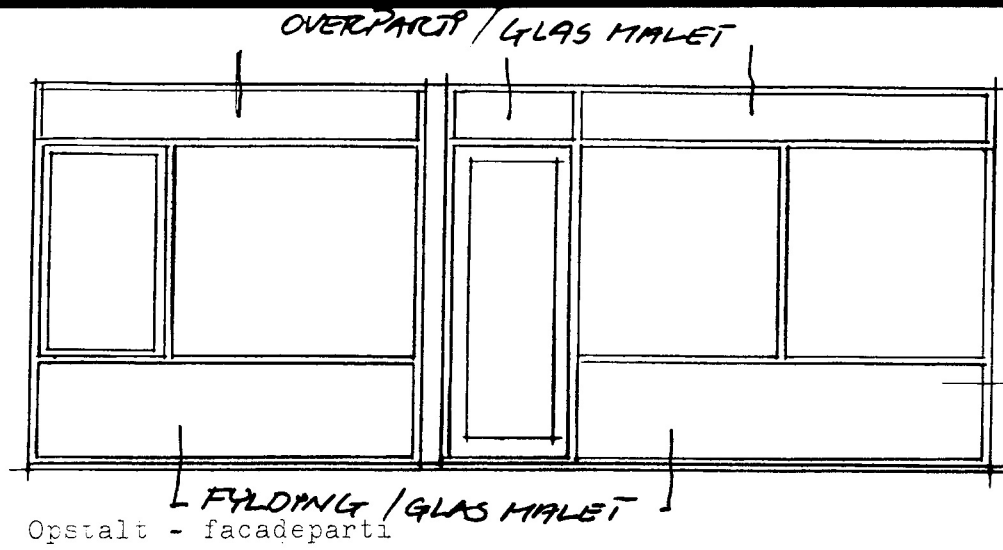 OVERPARTI / GLAS MALET
FYLDING / GLAS MALET
Opstalt - facadeparti